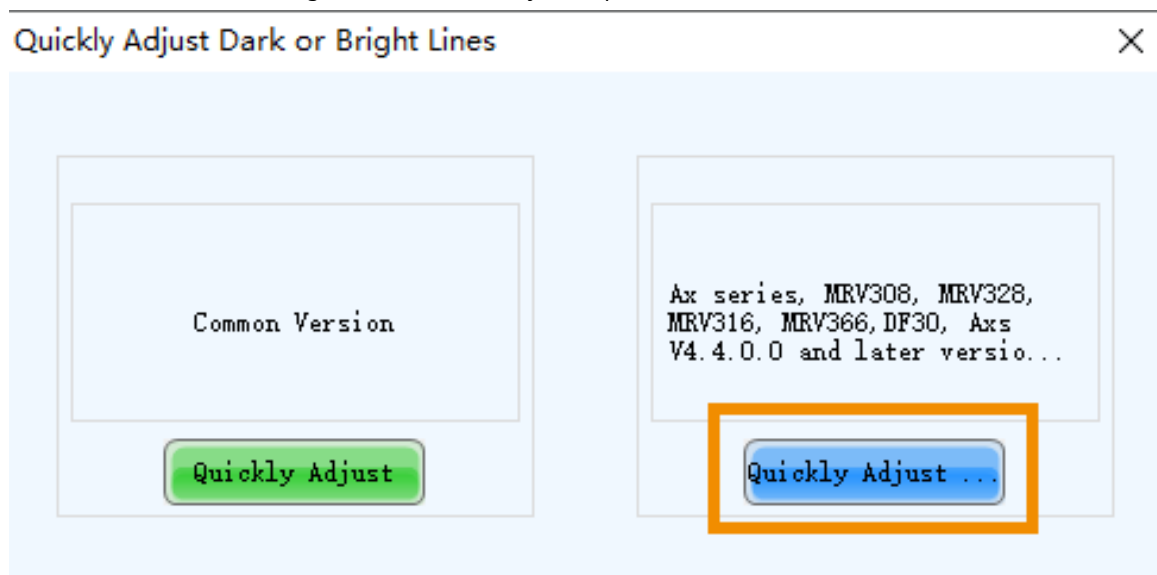 Quickly Adjust Dark or Bright Lines
Common Version
Quickly Adjust
Ax series, MRV308, MRV328,
MRV316, MRV366,DF30, Axs
V4.4.0.0 and later versio...
Quickly Adjust ...